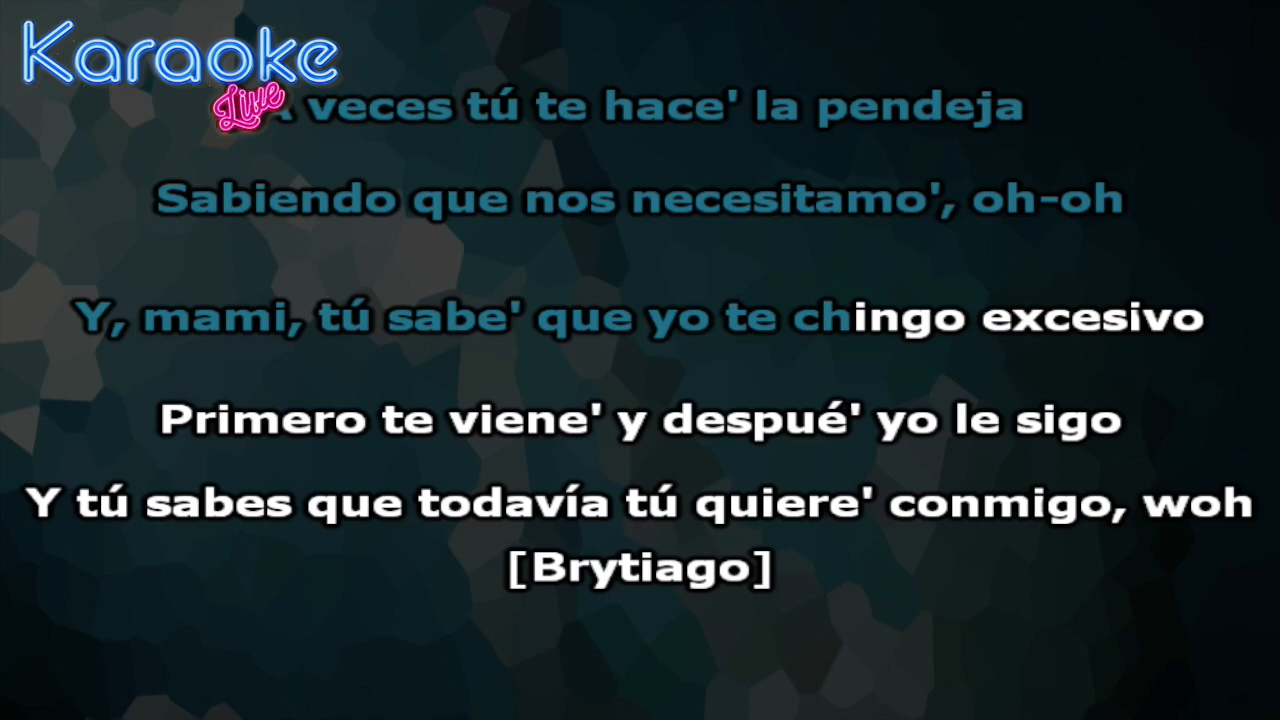 Karaoke
Live
A veces tú te hace' la pendeja
Sabiendo que nos necesitamo', oh-oh
Y, mami, tú sabe' que yo te chingo excesivo
Primero te viene' y despué' yo le sigo
Y tú sabes que todavía tú quiere' conmigo, woh
[Brytiago]